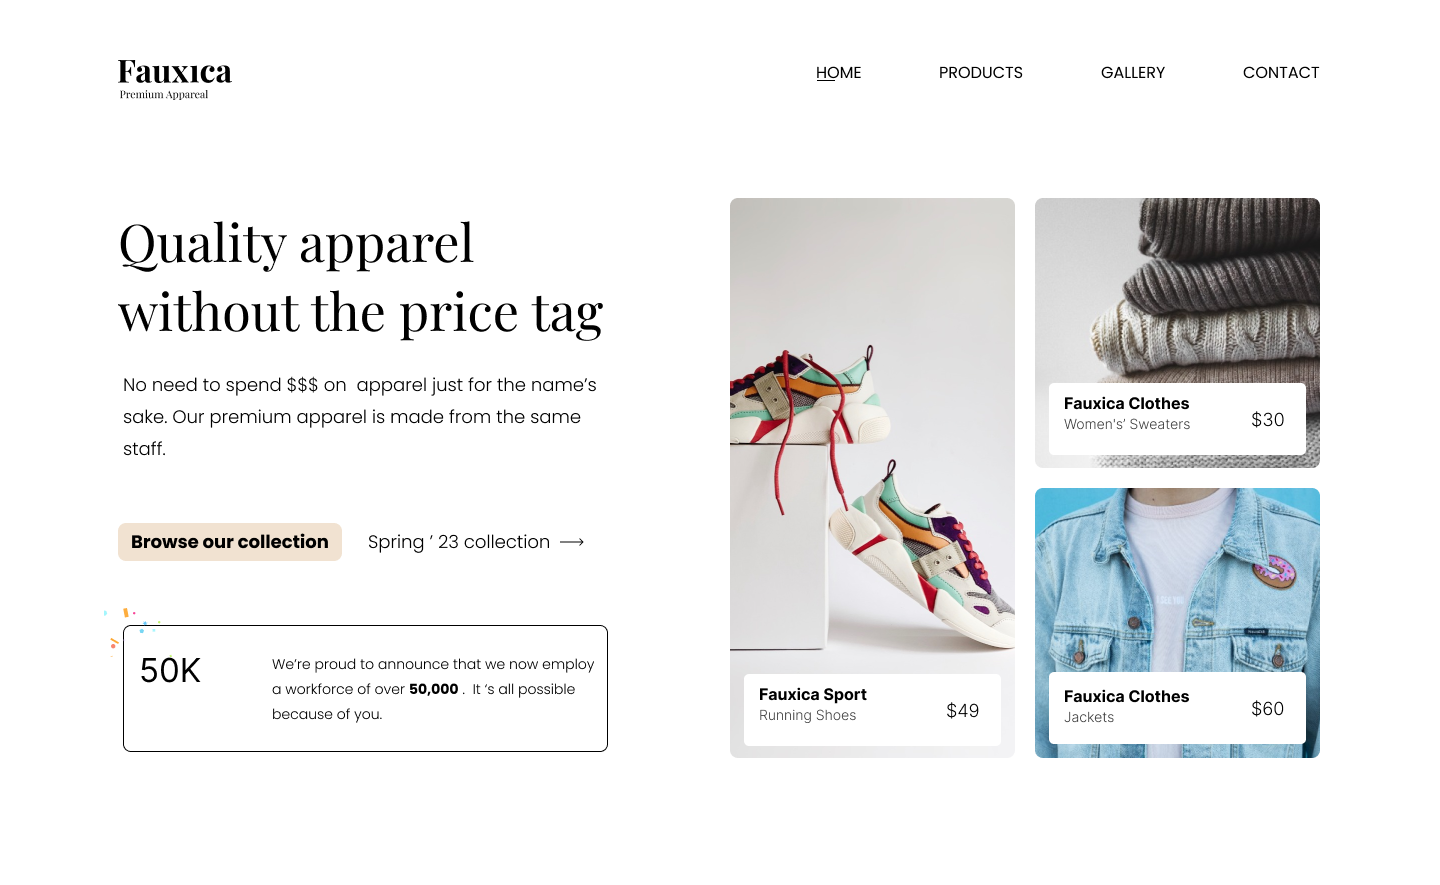 Fauxıca
Premium Appareal
HOME
PRODUCTS
GALLERY
CONTACT
Quality apparel
without the price tag
No need to spend $$$ on  apparel just for the name’s
sake. Our premium apparel is made from the same
staff.
Browse our collection
Spring ’ 23 collection
50K
We’re proud to announce that we now employ
a workforce of over 50,000 .  It ‘s all possible
because of you.
Fauxica Sport
Running Shoes
$49
Fauxica Clothes
Women's’ Sweaters
$30
Fauxica Clothes
Jackets
$60